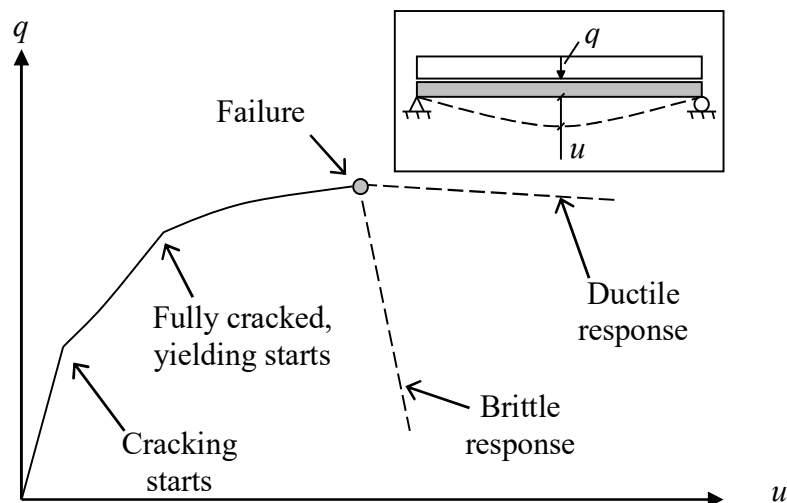 q
q
u
Failure
Ductile
response
Fully cracked,
yielding starts
Brittle
response
Cracking
starts
u